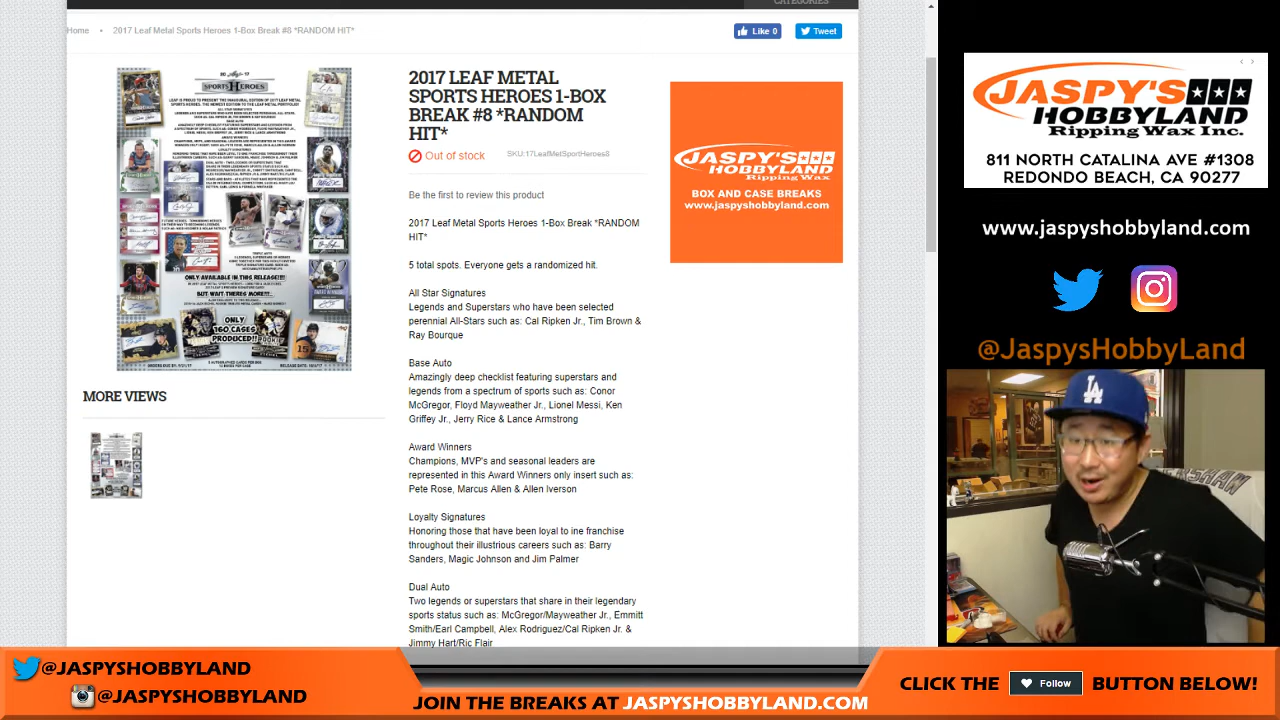 CATEGORIES
Home • 2017 Leaf Metal Sports Heroes 1-Box Break #8 *RANDOM HIT*
Like 0
Tweet
SPORTS HEROES
ONLY AVAILABLE IN THIS RELEASE!!!
BUT WAIT THERES MORE!!!
ONLY
160 CASES
PRODUCED!!
MORE VIEWS
2017 LEAF METAL
SPORTS HEROES 1-BOX
BREAK #8 *RANDOM
HIT*
Out of stock
SKU:17LeafMetSportHeroes8
Be the first to review this product
2017 Leaf Metal Sports Heroes 1-Box Break *RANDOM
HIT*
5 total spots. Everyone gets a randomized hit.
All Star Signatures
Legends and Superstars who have been selected
perennial All-Stars such as: Cal Ripken Jr., Tim Brown &
Ray Bourque
Base Auto
Amazingly deep checklist featuring superstars and
legends from a spectrum of sports such as: Conor
McGregor, Floyd Mayweather Jr., Lionel Messi, Ken
Griffey Jr., Jerry Rice & Lance Armstrong
Award Winners
Champions, MVP's and seasonal leaders are
represented in this Award Winners only insert such as:
Pete Rose, Marcus Allen & Allen Iverson
Loyalty Signatures
Honoring those that have been loyal to ine franchise
throughout their illustrious careers such as: Barry
Sanders, Magic Johnson and Jim Palmer
Dual Auto
Two legends or superstars that share in their legendary
sports status such as: McGregor/Mayweather Jr., Emmitt
Smith/Earl Campbell, Alex Rodriguez/Cal Ripken Jr. &
Jimmy Hart/Ric Flair
JASPY'S
HOBBYLAND
Ripping Wax
BOX AND CASE BREAKS
www.jaspyshobbyland.com
JASPY'S
HOBBYLAND
Ripping Wax Inc.
811 NORTH CATALINA AVE #1308
REDONDO BEACH, CA 90277
www.jaspyshobbyland.com
@JaspysHobbyLand
LA
@JASPYSHOBBYLAND
@JASPYSHOBBYLAND
JOIN THE BREAKS AT JASPYSHOBBYLAND.COM
CLICK THE Follow BUTTON BELOW!